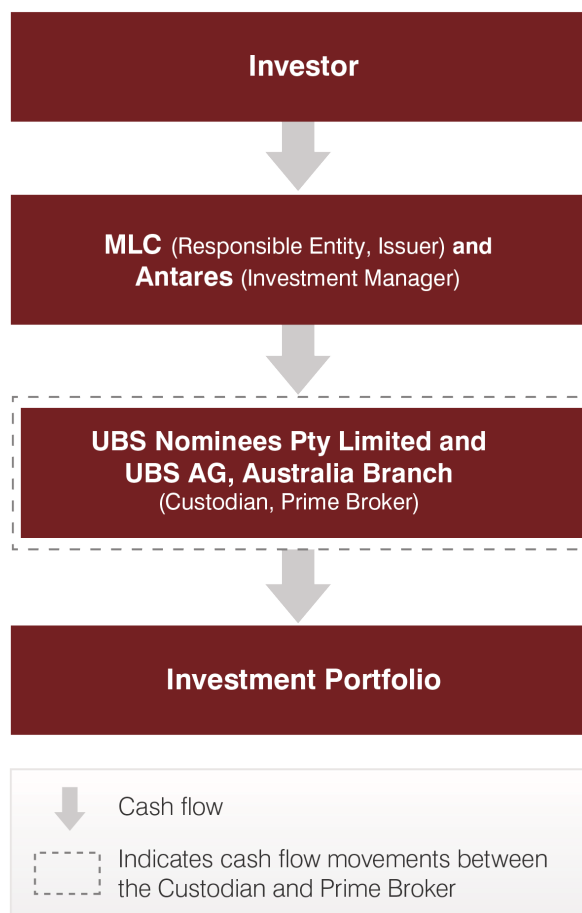 Investor
MLC (Responsible Entity, Issuer) and
Antares (Investment Manager)
UBS Nominees Pty Limited and
UBS AG, Australia Branch
(Custodian, Prime Broker)
Investment Portfolio
Cash flow
Indicates cash flow movements between
the Custodian and Prime Broker